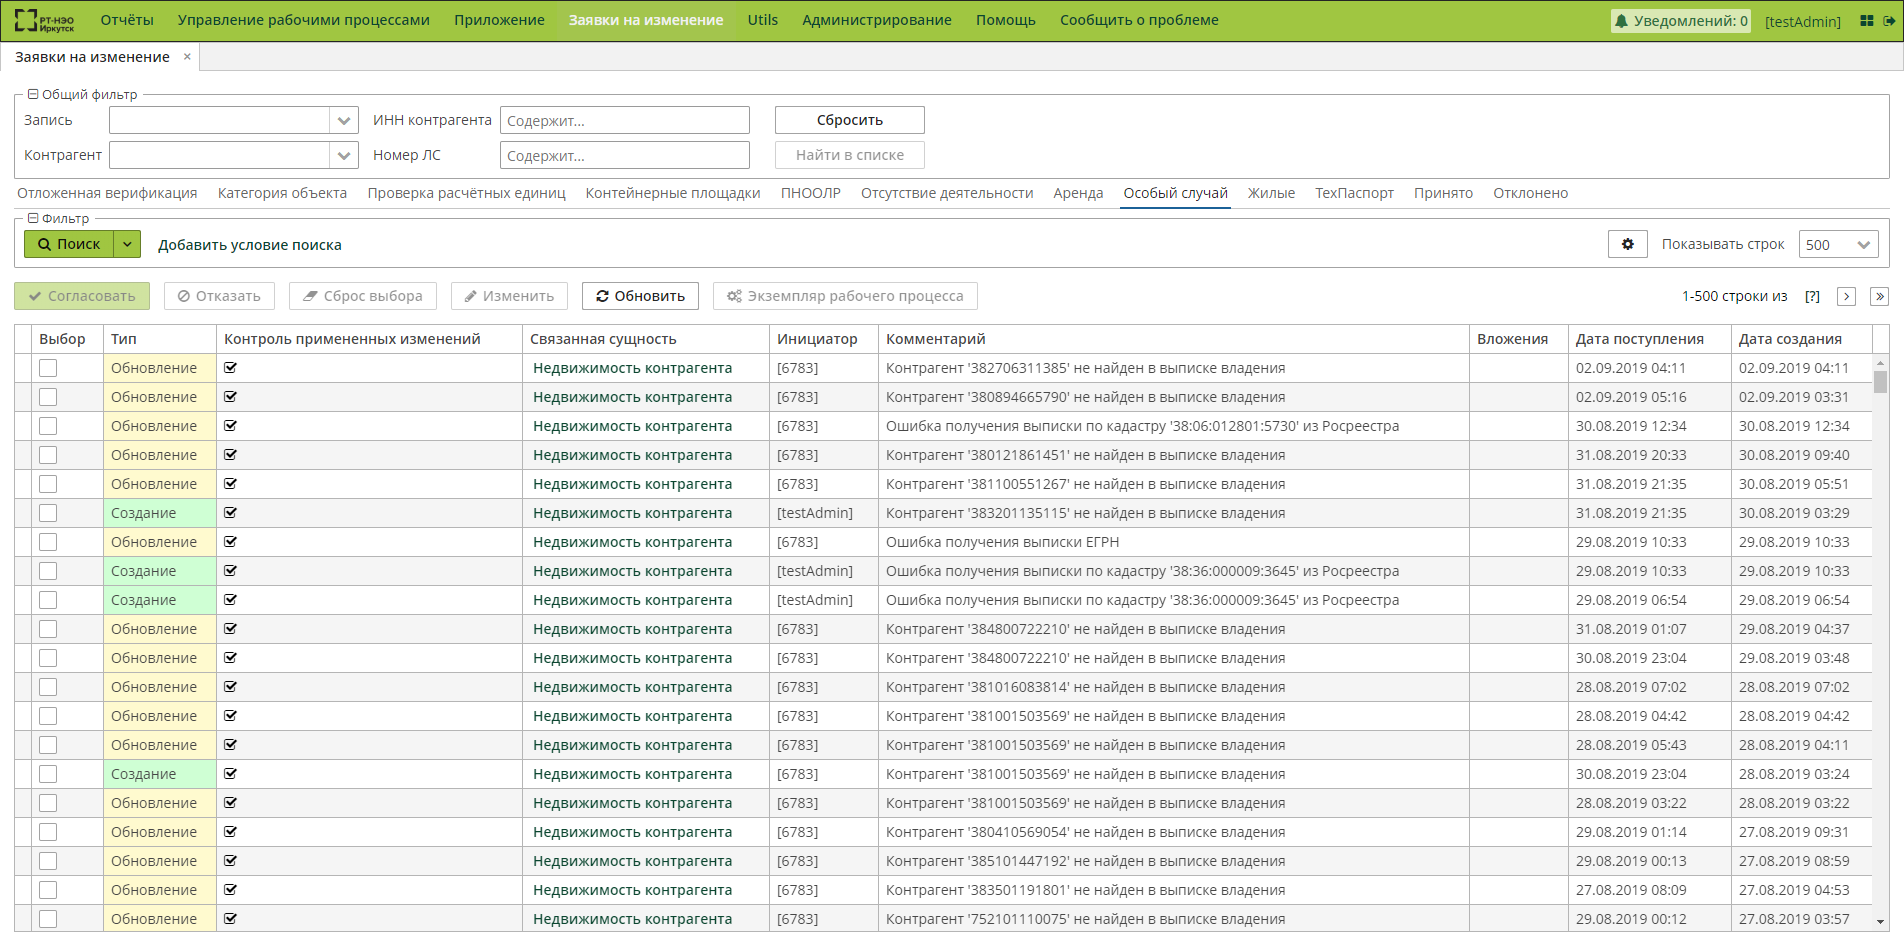 РТ-НЭО Иркутск Отчёты Управление рабочими процессами Приложение Заявки на изменение Utils Администрирование Помощь Сообщить о проблеме Уведомлений: 0 [testAdmin]
Заявки на изменение ×
Общий фильтр
Запись ИНН контрагента Содержит... Сбросить
Контрагент Номер ЛС Содержит... Найти в списке
Отложенная верификация Категория объекта Проверка расчётных единиц Контейнерные площадки ПНООЛР Отсутствие деятельности Аренда Особый случай Жилые ТехПаспорт Принято Отклонено
Фильтр
Поиск Добавить условие поиска Показывать строк 500
Согласовать Отказать Сброс выбора Изменить Обновить Экземпляр рабочего процесса 1-500 строки из [?]
Выбор Тип Контроль примененных изменений Связанная сущность Инициатор Комментарий Вложения Дата поступления Дата создания
Обновление Недвижимость контрагента [6783] Контрагент '382706311385' не найден в выписке владения 02.09.2019 04:11 02.09.2019 04:11
Обновление Недвижимость контрагента [6783] Контрагент '380894665790' не найден в выписке владения 02.09.2019 05:16 02.09.2019 03:31
Обновление Недвижимость контрагента [6783] Ошибка получения выписки по кадастру '38:06:012801:5730' из Росреестра 30.08.2019 12:34 30.08.2019 12:34
Обновление Недвижимость контрагента [6783] Контрагент '380121861451' не найден в выписке владения 31.08.2019 20:33 30.08.2019 09:40
Обновление Недвижимость контрагента [6783] Контрагент '381100551267' не найден в выписке владения 31.08.2019 21:35 30.08.2019 05:51
Создание Недвижимость контрагента [testAdmin] Контрагент '383201135115' не найден в выписке владения 31.08.2019 21:35 30.08.2019 03:29
Обновление Недвижимость контрагента [6783] Ошибка получения выписки ЕГРН 29.08.2019 10:33 29.08.2019 10:33
Создание Недвижимость контрагента [testAdmin] Ошибка получения выписки по кадастру '38:36:000009:3645' из Росреестра 29.08.2019 10:33 29.08.2019 10:33
Создание Недвижимость контрагента [testAdmin] Ошибка получения выписки по кадастру '38:36:000009:3645' из Росреестра 29.08.2019 06:54 29.08.2019 06:54
Обновление Недвижимость контрагента [6783] Контрагент '384800722210' не найден в выписке владения 31.08.2019 01:07 29.08.2019 04:37
Обновление Недвижимость контрагента [6783] Контрагент '384800722210' не найден в выписке владения 30.08.2019 23:04 29.08.2019 03:48
Обновление Недвижимость контрагента [6783] Контрагент '381016083814' не найден в выписке владения 28.08.2019 07:02 28.08.2019 07:02
Обновление Недвижимость контрагента [6783] Контрагент '381001503569' не найден в выписке владения 28.08.2019 04:42 28.08.2019 04:42
Обновление Недвижимость контрагента [6783] Контрагент '381001503569' не найден в выписке владения 28.08.2019 05:43 28.08.2019 04:11
Создание Недвижимость контрагента [6783] Контрагент '381001503569' не найден в выписке владения 30.08.2019 23:04 28.08.2019 03:24
Обновление Недвижимость контрагента [6783] Контрагент '381001503569' не найден в выписке владения 28.08.2019 03:22 28.08.2019 03:22
Обновление Недвижимость контрагента [6783] Контрагент '380410569054' не найден в выписке владения 29.08.2019 01:14 27.08.2019 09:31
Обновление Недвижимость контрагента [6783] Контрагент '385101447192' не найден в выписке владения 29.08.2019 00:13 27.08.2019 08:59
Обновление Недвижимость контрагента [6783] Контрагент '383501191801' не найден в выписке владения 27.08.2019 08:09 27.08.2019 04:53
Обновление Недвижимость контрагента [6783] Контрагент '752101110075' не найден в выписке владения 29.08.2019 00:12 27.08.2019 03:57